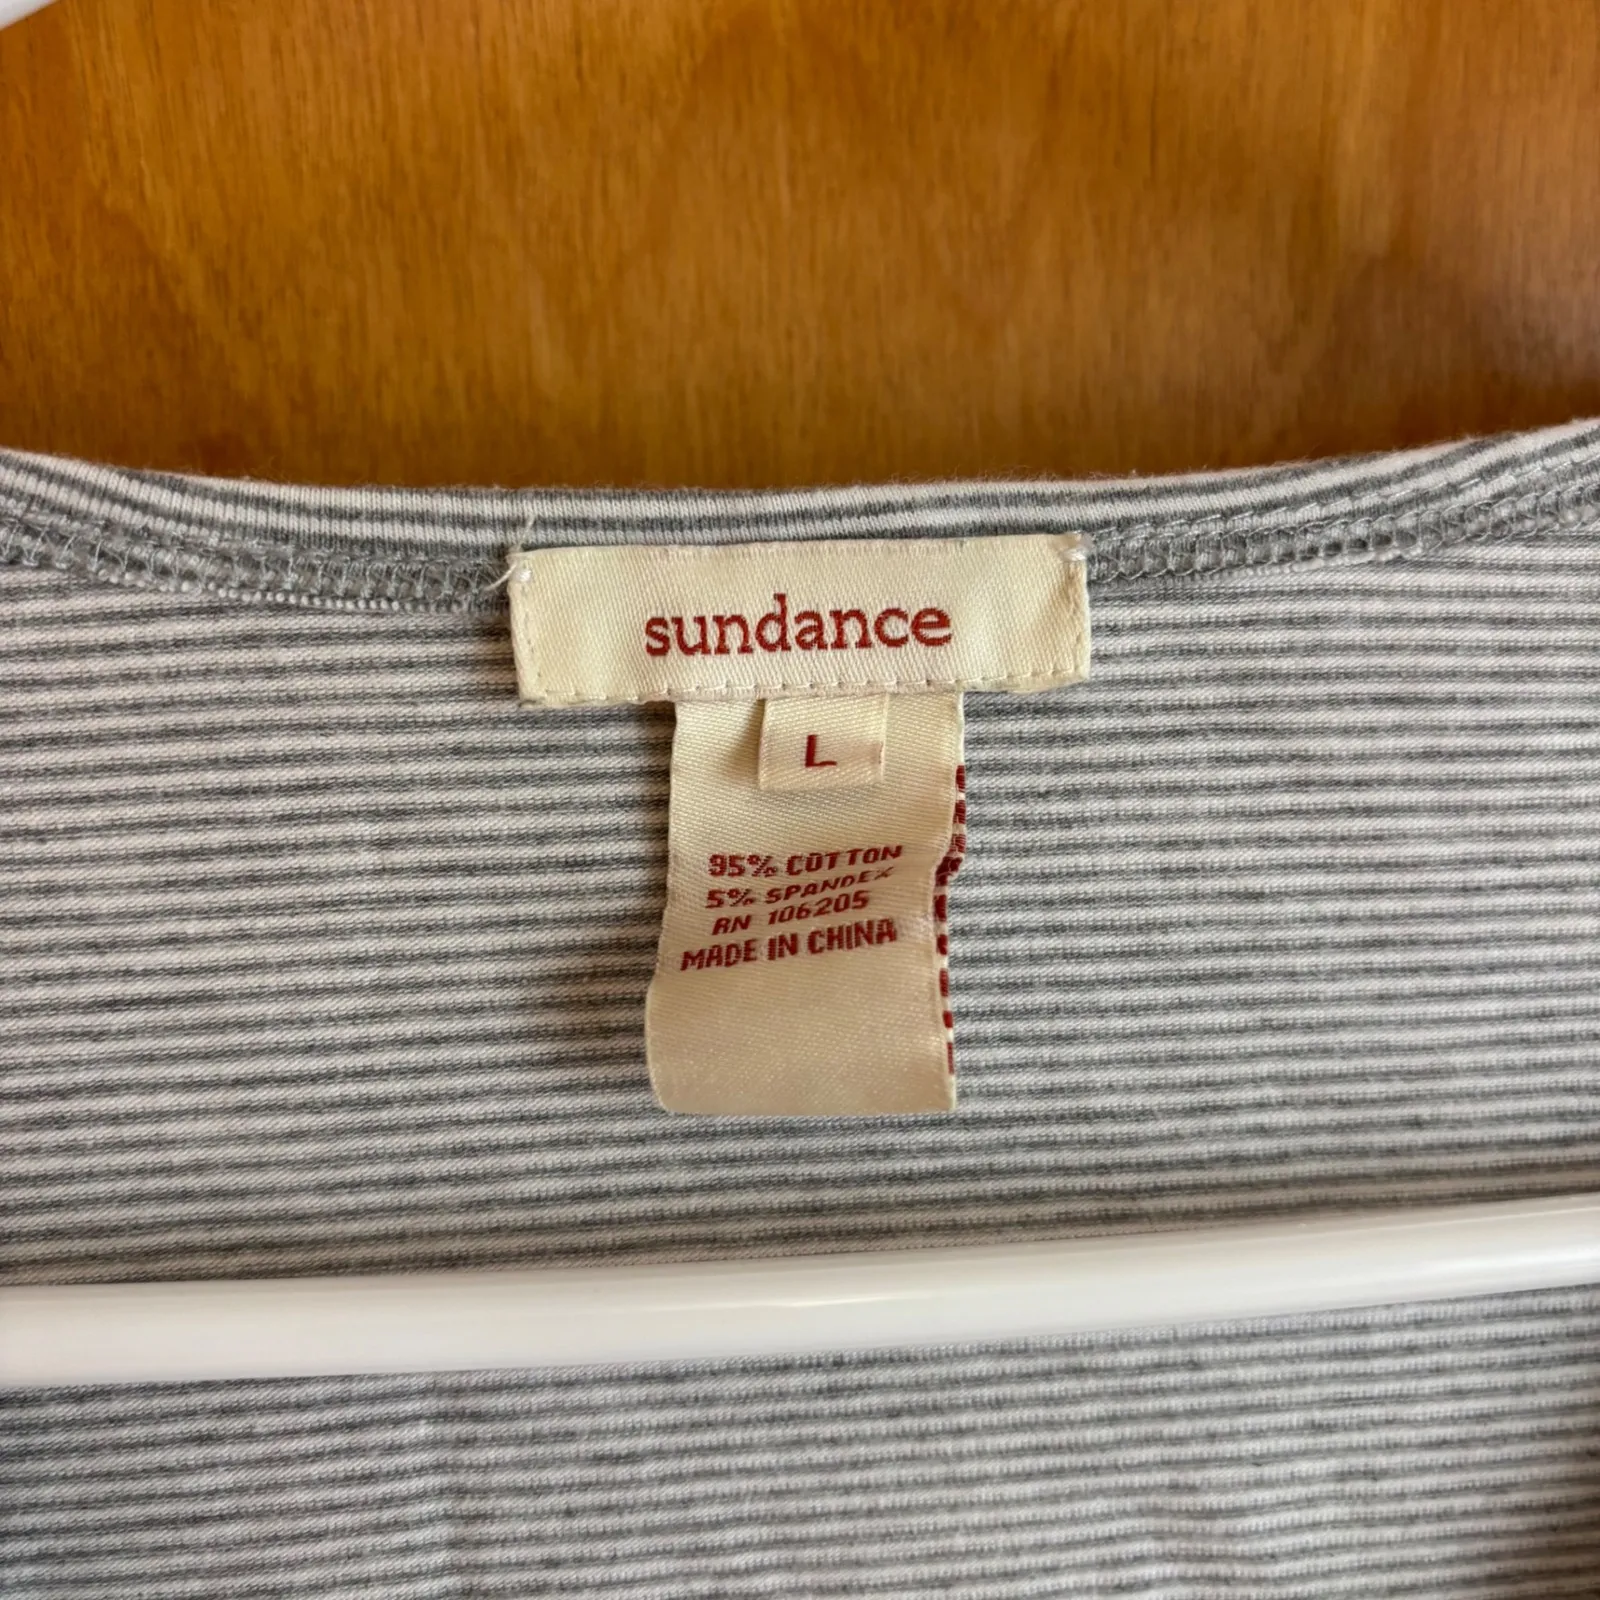 sundance
L
95% COTTON
5% SPANDEX
RN 106205
MADE IN CHINA